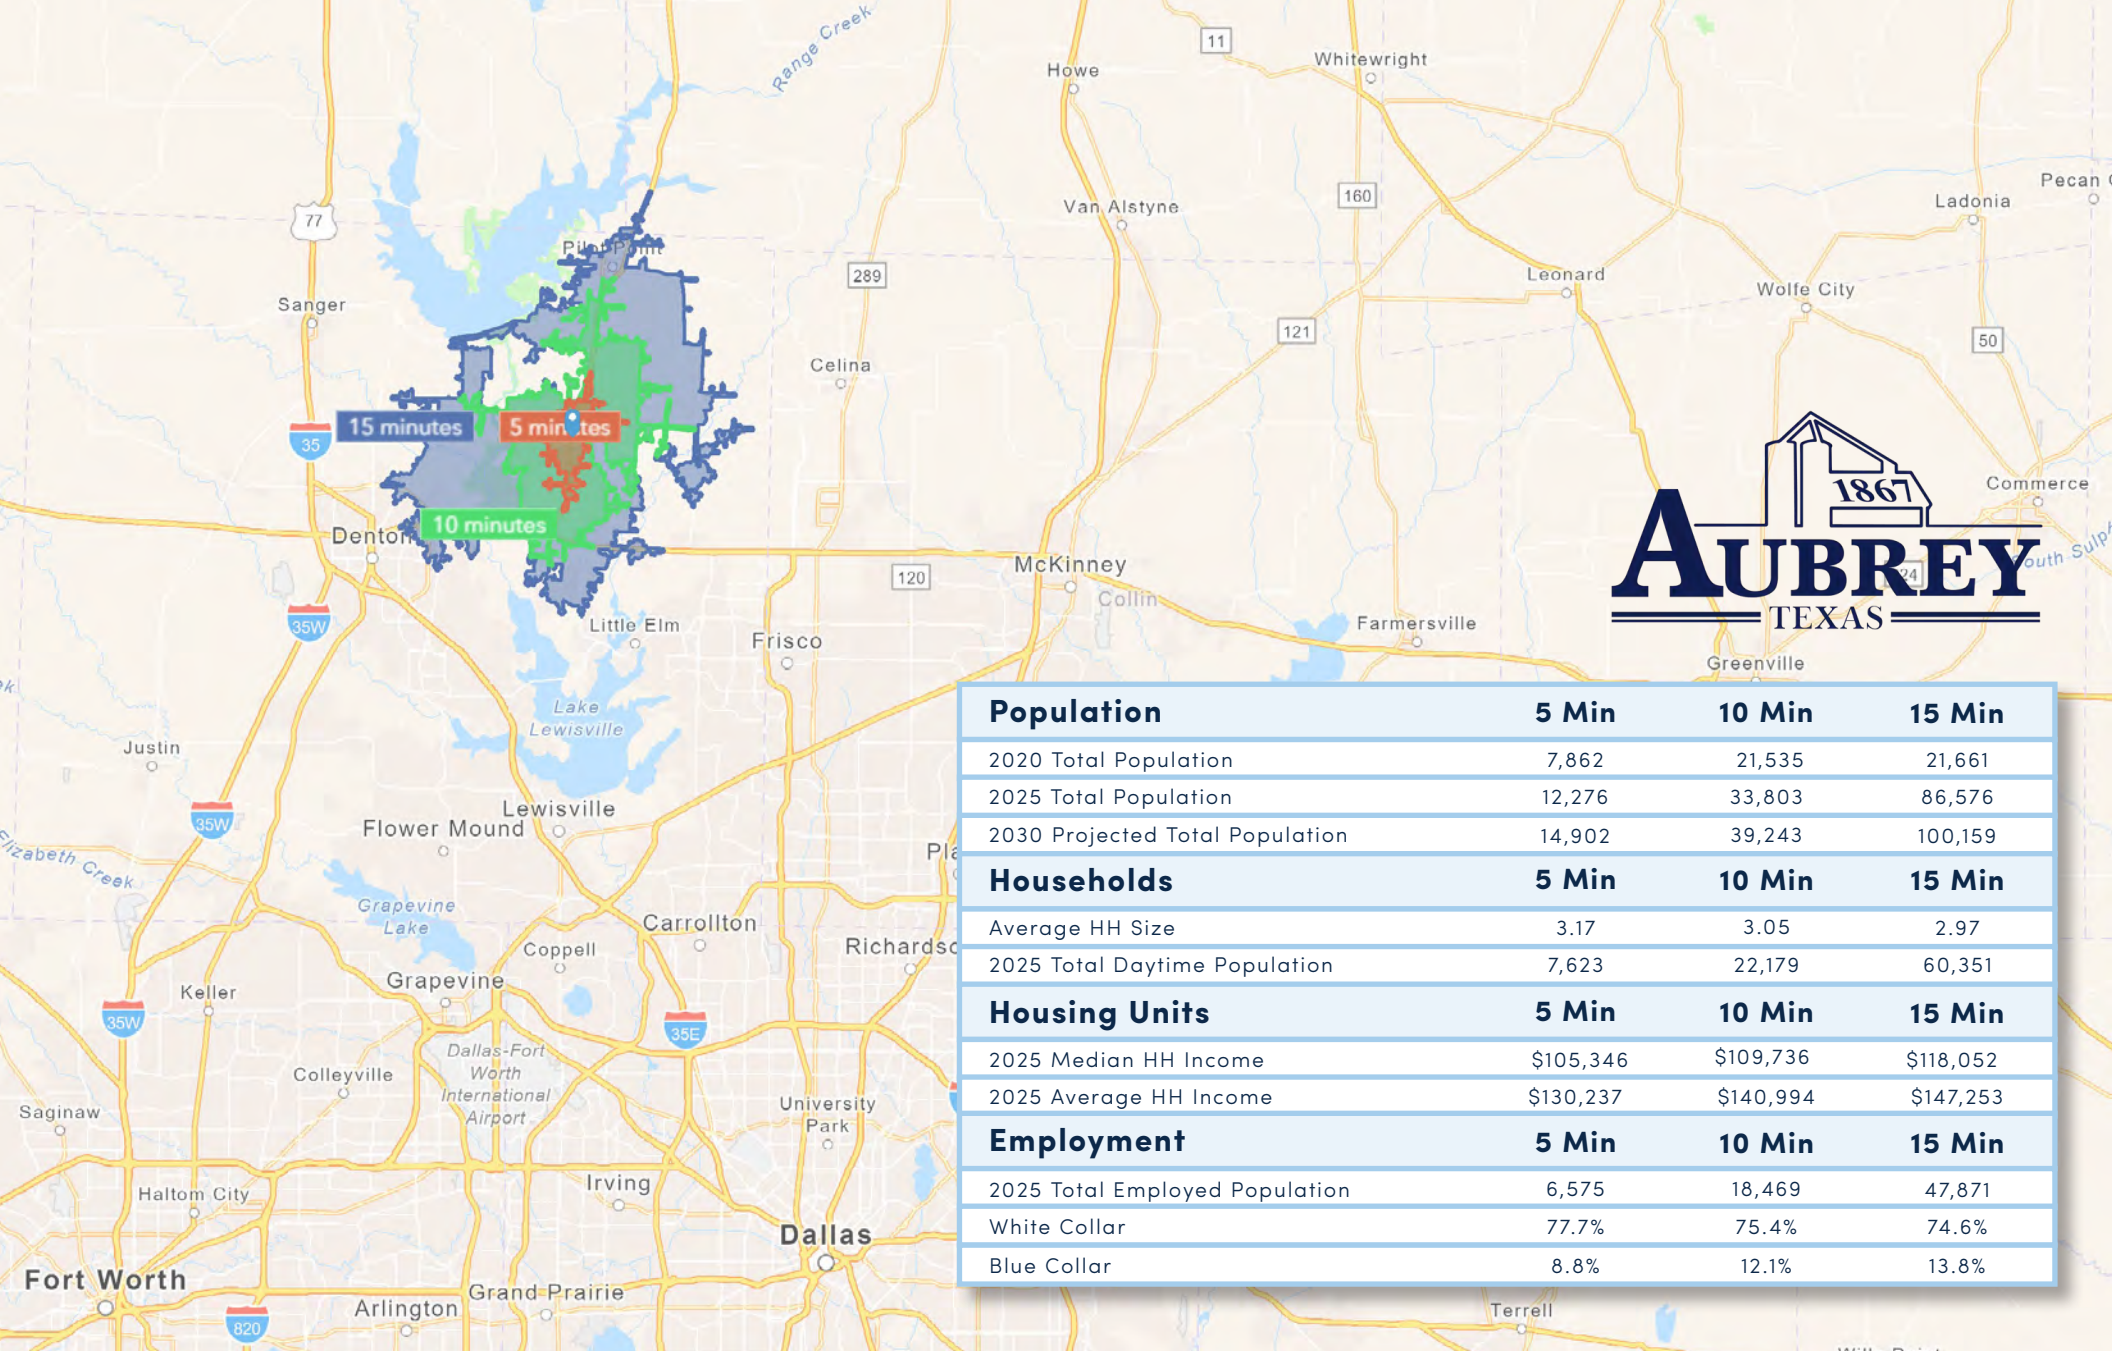 Range Creek
11
Whitewright
Howe
77
160
Pecan
Van Alstyne
Ladonia
Pilot Point
289
Leonard
Wolfe City
Sanger
121
50
Celina
15 minutes
5 minutes
35
1867
Commerce
10 minutes
Denton
AUBREY
TEXAS
McKinney
120
24
South Sulph
Collin
35W
Little Elm
Frisco
Farmersville
Greenville
Lake
Lewisville
Justin
35W
Lewisville
Flower Mound
Elizabeth Creek
Pla
Grapevine
Lake
Carrollton
Coppell
Richardso
Grapevine
Keller
35W
35E
Dallas-Fort
Worth
International
Airport
Colleyville
Saginaw
University
Park
Haltom City
Irving
Dallas
Fort Worth
Arlington
Grand Prairie
820
Terrell
Population 5 Min 10 Min 15 Min
2020 Total Population 7,862 21,535 21,661
2025 Total Population 12,276 33,803 86,576
2030 Projected Total Population 14,902 39,243 100,159
Households 5 Min 10 Min 15 Min
Average HH Size 3.17 3.05 2.97
2025 Total Daytime Population 7,623 22,179 60,351
Housing Units 5 Min 10 Min 15 Min
2025 Median HH Income $105,346 $109,736 $118,052
2025 Average HH Income $130,237 $140,994 $147,253
Employment 5 Min 10 Min 15 Min
2025 Total Employed Population 6,575 18,469 47,871
White Collar 77.7% 75.4% 74.6%
Blue Collar 8.8% 12.1% 13.8%